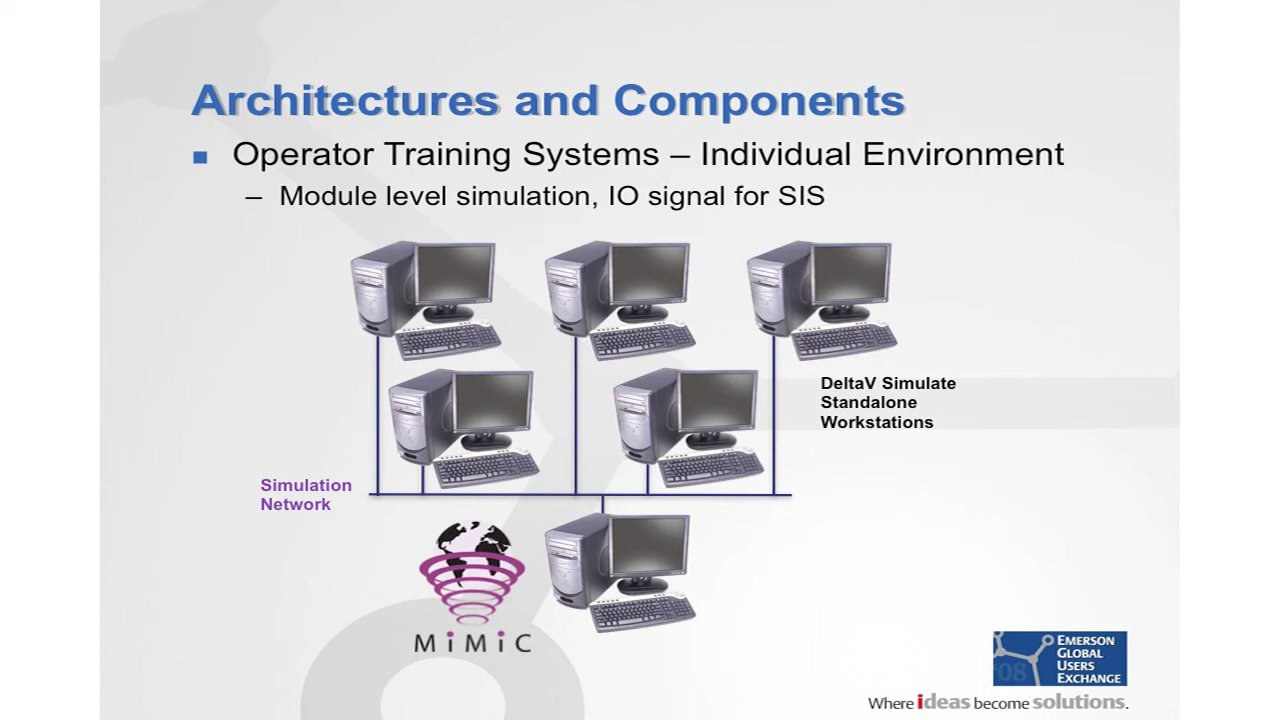 Architectures and Components
■ Operator Training Systems – Individual Environment
– Module level simulation, IO signal for SIS
DeltaV Simulate
Standalone
Workstations
Simulation
Network
MiMiC
'08
EMERSON
GLOBAL
USERS
EXCHANGE
Where ideas become solutions.